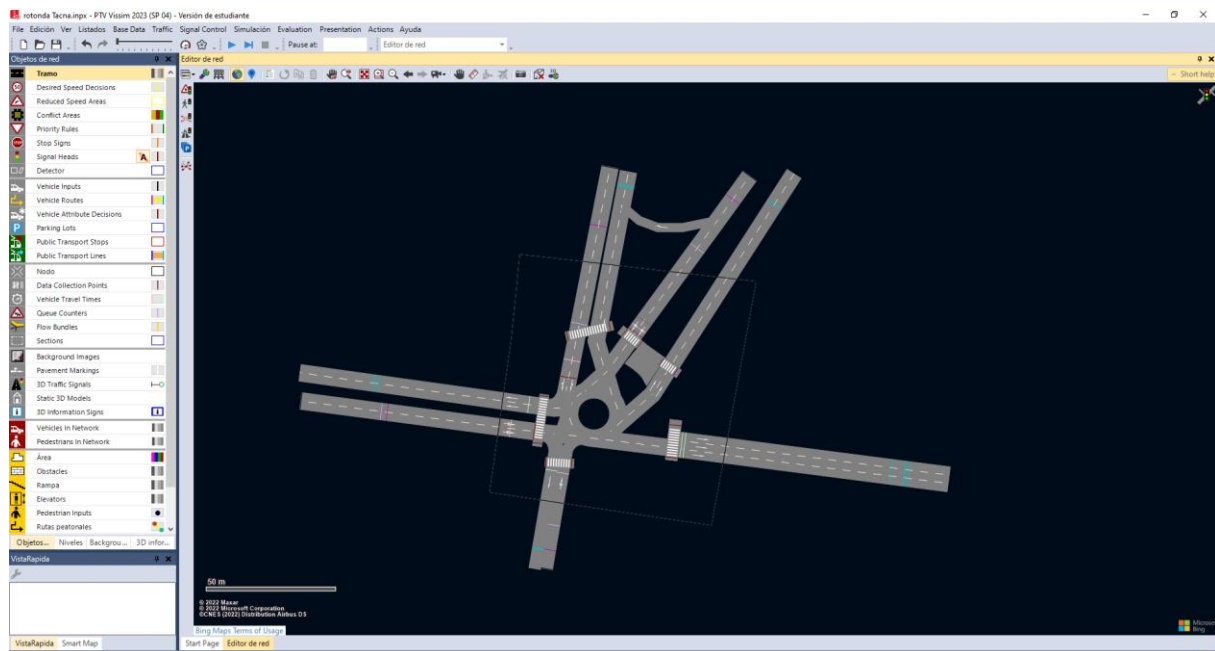 rotonda Tacna.inpx - PTV Vissim 2023 (SP 04) - Versión de estudiante
File Edición Ver Listados Base Data Traffic Signal Control Simulación Evaluation Presentation Actions Ayuda
Pause at: Editor de red
Objetos de red
Editor de red
Short help
Tramo
Desired Speed Decisions
Reduced Speed Areas
Conflict Areas
Priority Rules
Stop Signs
Signal Heads
Detector
Vehicle Inputs
Vehicle Routes
Vehicle Attribute Decisions
Parking Lots
Public Transport Stops
Public Transport Lines
Nodo
Data Collection Points
Vehicle Travel Times
Queue Counters
Flow Bundles
Sections
Background Images
Pavement Markings
3D Traffic Signals
Static 3D Models
3D Information Signs
Vehicles In Network
Pedestrians In Network
Área
Obstacles
Rampa
Elevators
Pedestrian Inputs
Rutas peatonales
Objetos... Niveles Backgrou... 3D infor...
VistaRapida
50 m
© 2022 Maxar
© 2022 Microsoft Corporation
©CNES (2022) Distribution Airbus DS
Bing Maps Terms of Usage
Microso
Bing
VistaRapida Smart Map
Start Page Editor de red